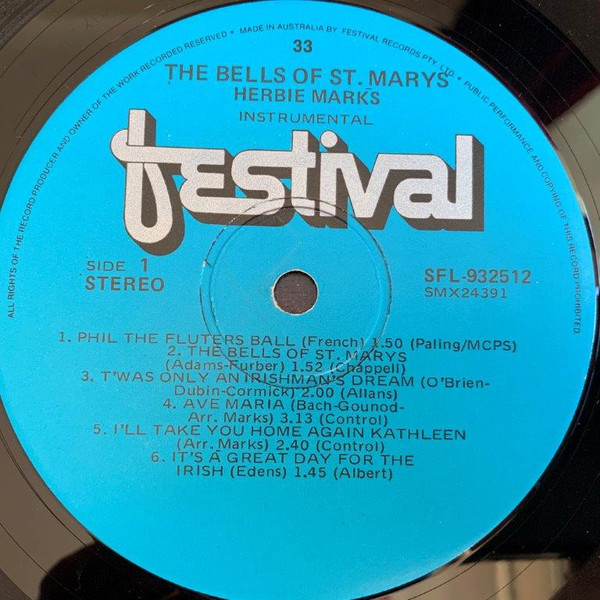 ALL RIGHTS OF THE RECORD PRODUCER AND OWNER OF THE WORK RECORDED RESERVED • MADE IN AUSTRALIA BY FESTIVAL RECORDS PTY. LTD. • PUBLIC PERFORMANCE AND COPYING OF THIS RECORD PROHIBITED
33
THE BELLS OF ST. MARYS
HERBIE MARKS
INSTRUMENTAL
festival
SIDE 1
STEREO
SFL-932512
SMX24391
1. PHIL THE FLUTERS BALL (French) 1.50 (Paling/MCPS)
2. THE BELLS OF ST. MARYS
(Adams-Furber) 1.52 (Chappell)
3. T'WAS ONLY AN IRISHMAN'S DREAM (O'Brien-
Dubin-Cormick) 2.00 (Allans)
4. AVE MARIA (Bach-Gounod-
Arr. Marks) 3.13 (Control)
5. I'LL TAKE YOU HOME AGAIN KATHLEEN
(Arr. Marks) 2.40 (Control)
6. IT'S A GREAT DAY FOR THE
IRISH (Edens) 1.45 (Albert)